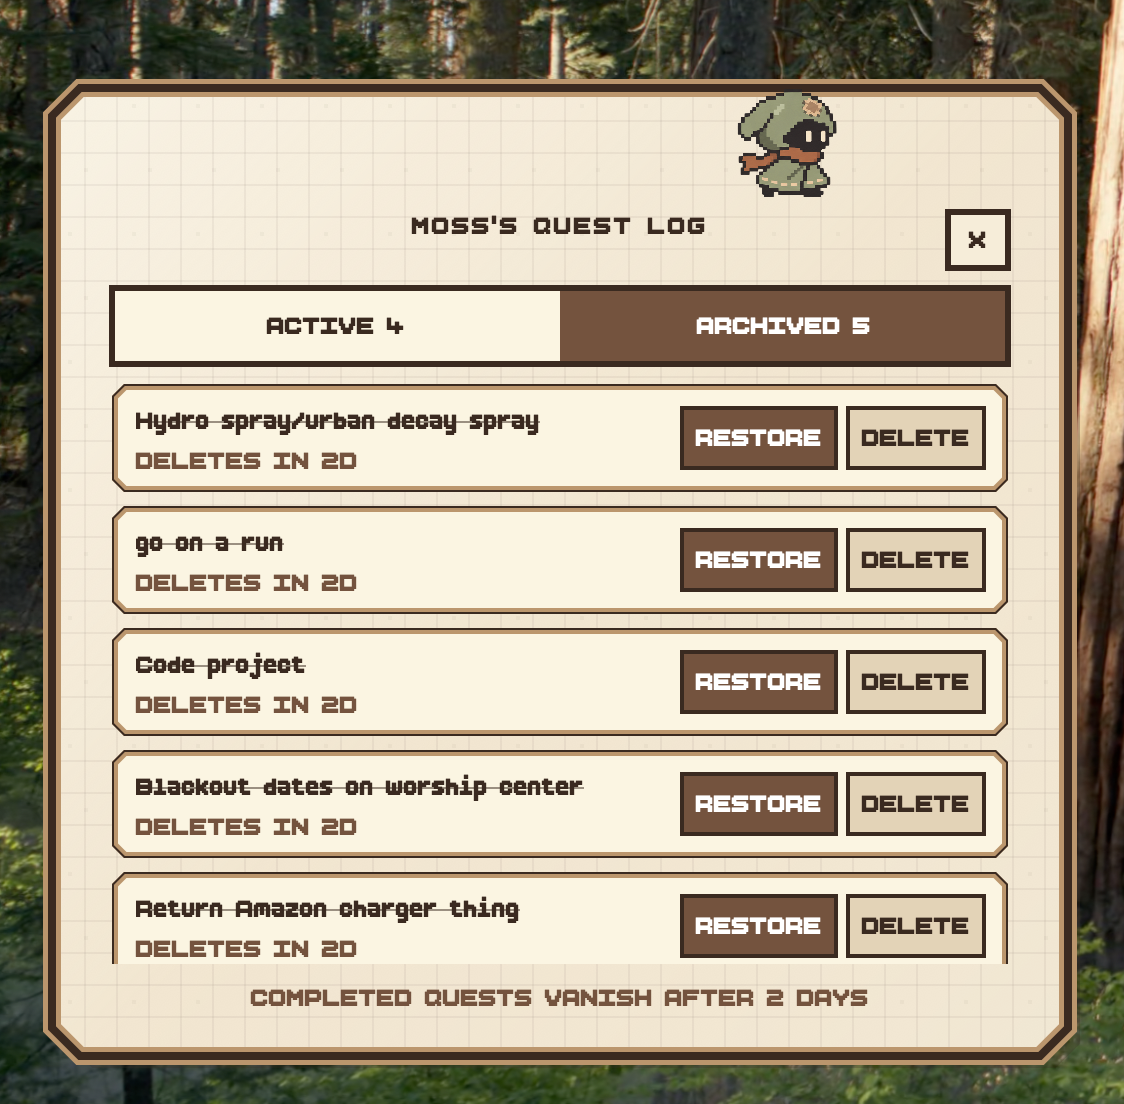 MOSS'S QUEST LOG
X
ACTIVE 4
ARCHIVED 5
Hydro spray/urban decay spray
DELETES IN 2D
RESTORE
DELETE
go on a run
DELETES IN 2D
RESTORE
DELETE
Code project
DELETES IN 2D
RESTORE
DELETE
Blackout dates on worship center
DELETES IN 2D
RESTORE
DELETE
Return Amazon charger thing
DELETES IN 2D
RESTORE
DELETE
COMPLETED QUESTS VANISH AFTER 2 DAYS